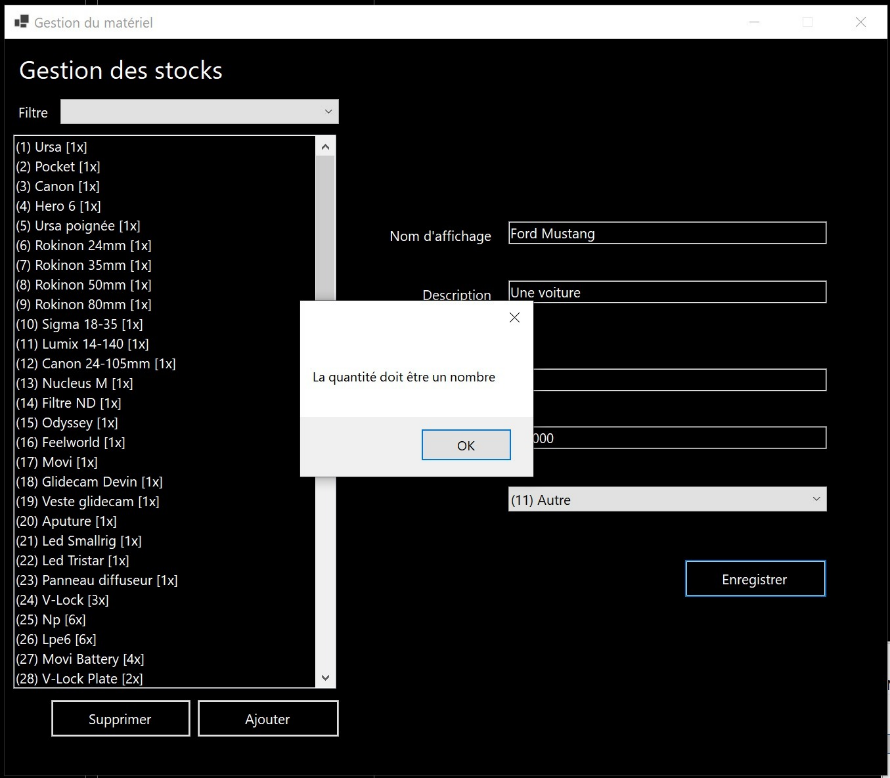 Gestion du matériel
Gestion des stocks
Filtre
(1) Ursa [1x]
(2) Pocket [1x]
(3) Canon [1x]
(4) Hero 6 [1x]
(5) Ursa poignée [1x]
(6) Rokinon 24mm [1x]
(7) Rokinon 35mm [1x]
(8) Rokinon 50mm [1x]
(9) Rokinon 80mm [1x]
(10) Sigma 18-35 [1x]
(11) Lumix 14-140 [1x]
(12) Canon 24-105mm [1x]
(13) Nucleus M [1x]
(14) Filtre ND [1x]
(15) Odyssey [1x]
(16) Feelworld [1x]
(17) Movi [1x]
(18) Glidecam Devin [1x]
(19) Veste glidecam [1x]
(20) Aputure [1x]
(21) Led Smallrig [1x]
(22) Led Tristar [1x]
(23) Panneau diffuseur [1x]
(24) V-Lock [3x]
(25) Np [6x]
(26) Lpe6 [6x]
(27) Movi Battery [4x]
(28) V-Lock Plate [2x]
Supprimer Ajouter
Nom d'affichage Ford Mustang
Description Une voiture
La quantité doit être un nombre
OK
000
(11) Autre
Enregistrer